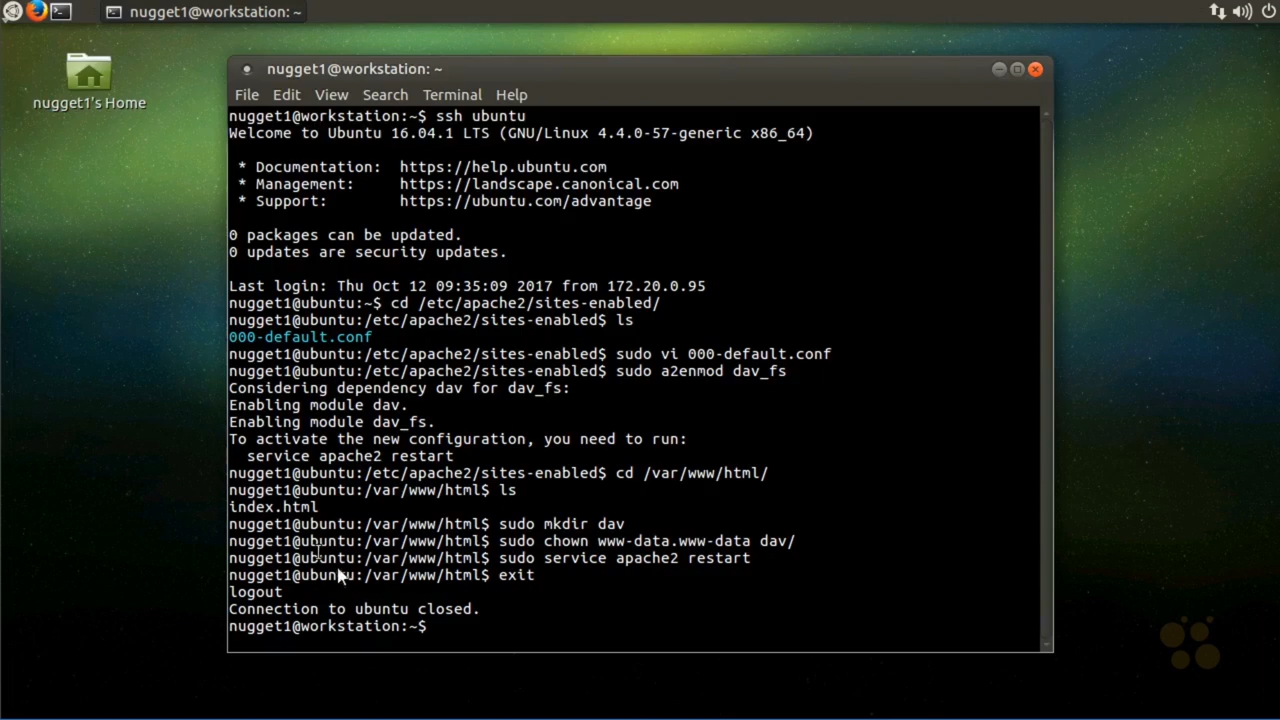 nugget1@workstation: ~
nugget1's Home
nugget1@workstation: ~
File Edit View Search Terminal Help
nugget1@workstation:~$ ssh ubuntu
Welcome to Ubuntu 16.04.1 LTS (GNU/Linux 4.4.0-57-generic x86_64)
* Documentation:  https://help.ubuntu.com
* Management:     https://landscape.canonical.com
* Support:        https://ubuntu.com/advantage
0 packages can be updated.
0 updates are security updates.
Last login: Thu Oct 12 09:35:09 2017 from 172.20.0.95
nugget1@ubuntu:~$ cd /etc/apache2/sites-enabled/
nugget1@ubuntu:/etc/apache2/sites-enabled$ ls
000-default.conf
nugget1@ubuntu:/etc/apache2/sites-enabled$ sudo vi 000-default.conf
nugget1@ubuntu:/etc/apache2/sites-enabled$ sudo a2enmod dav_fs
Considering dependency dav for dav_fs:
Enabling module dav.
Enabling module dav_fs.
To activate the new configuration, you need to run:
  service apache2 restart
nugget1@ubuntu:/etc/apache2/sites-enabled$ cd /var/www/html/
nugget1@ubuntu:/var/www/html$ ls
index.html
nugget1@ubuntu:/var/www/html$ sudo mkdir dav
nugget1@ubuntu:/var/www/html$ sudo chown www-data.www-data dav/
nugget1@ubuntu:/var/www/html$ sudo service apache2 restart
nugget1@ubuntu:/var/www/html$ exit
logout
Connection to ubuntu closed.
nugget1@workstation:~$